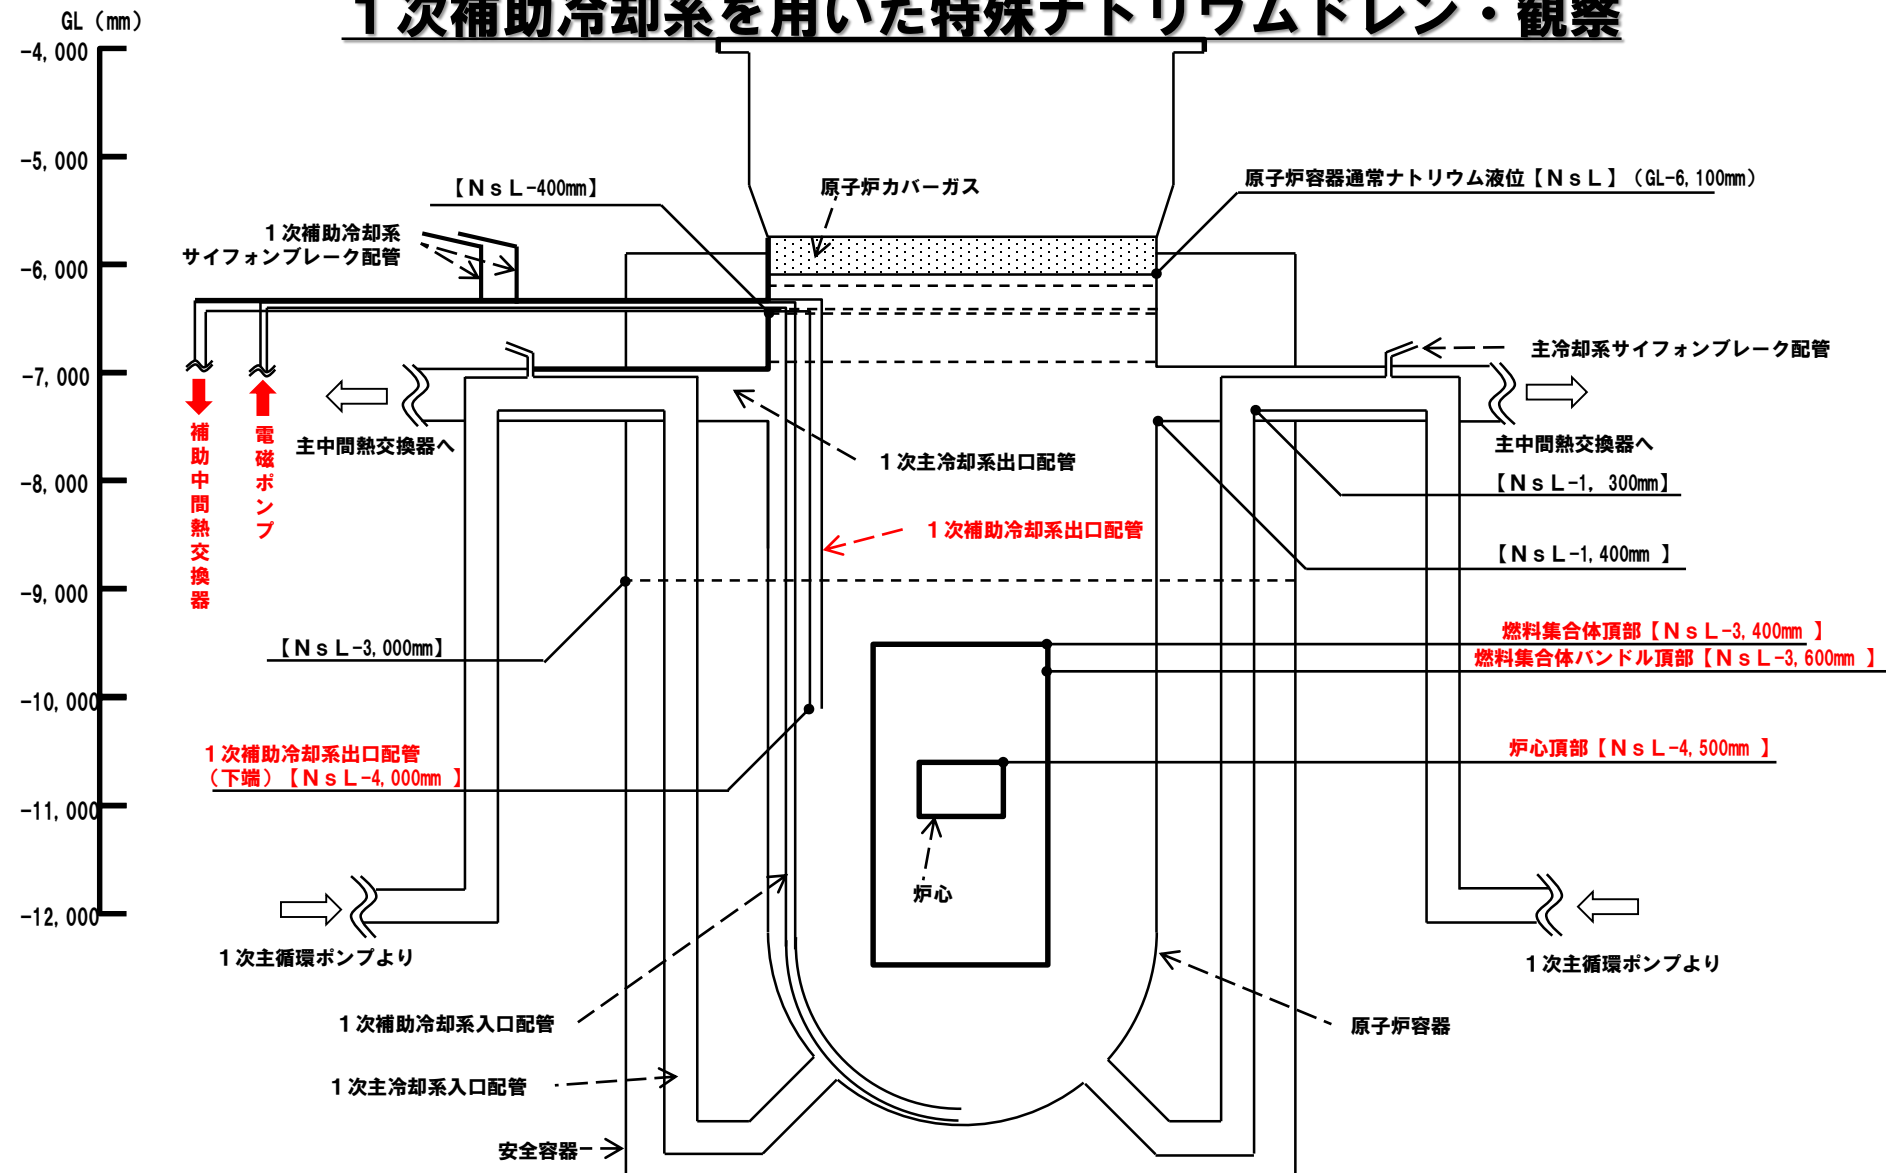 １次補助冷却系を用いた特殊ナトリウムドレン・観察
GL（mm）
-4,000
-5,000
-6,000
-7,000
-8,000
-9,000
-10,000
-11,000
-12,000
【ＮｓＬ-400mm】
原子炉カバーガス
原子炉容器通常ナトリウム液位【ＮｓＬ】（GL-6,100mm）
１次補助冷却系
サイフォンブレーク配管
主冷却系サイフォンブレーク配管
補助中間熱交換器
電磁ポンプ
主中間熱交換器へ
主中間熱交換器へ
１次主冷却系出口配管
【ＮｓＬ-1,300mm】
１次補助冷却系出口配管
【ＮｓＬ-1,400mm 】
【ＮｓＬ-3,000mm】
燃料集合体頂部【ＮｓＬ-3,400mm 】
燃料集合体バンドル頂部【ＮｓＬ-3,600mm 】
１次補助冷却系出口配管
（下端）【ＮｓＬ-4,000mm 】
炉心頂部【ＮｓＬ-4,500mm 】
炉心
１次主循環ポンプより
１次主循環ポンプより
１次補助冷却系入口配管
原子炉容器
１次主冷却系入口配管
安全容器